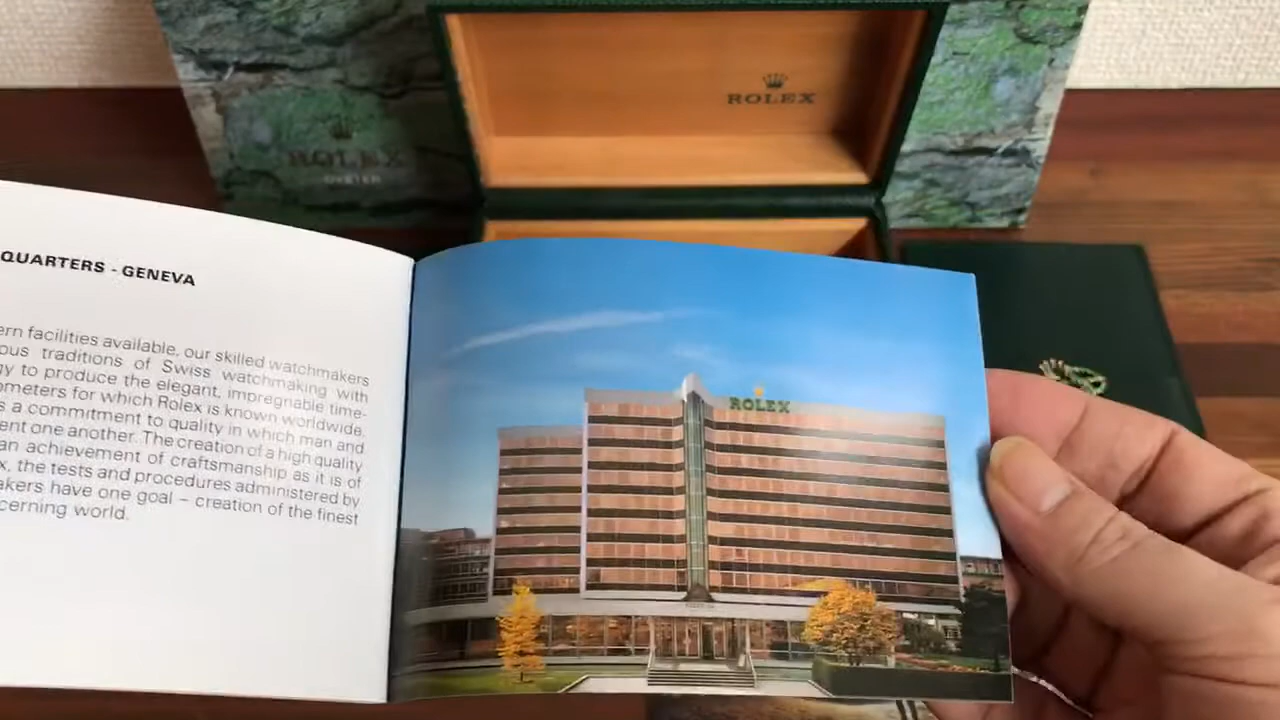 ROLEX
ROLEX
OYSTER
QUARTERS - GENEVA
ern facilities available, our skilled watchmakers
ous traditions of Swiss watchmaking with
gy to produce the elegant, impregnable time-
ometers for which Rolex is known worldwide,
s a commitment to quality in which man and
ent one another. The creation of a high quality
an achievement of craftsmanship as it is of
x, the tests and procedures administered by
akers have one goal – creation of the finest
cerning world.
ROLEX